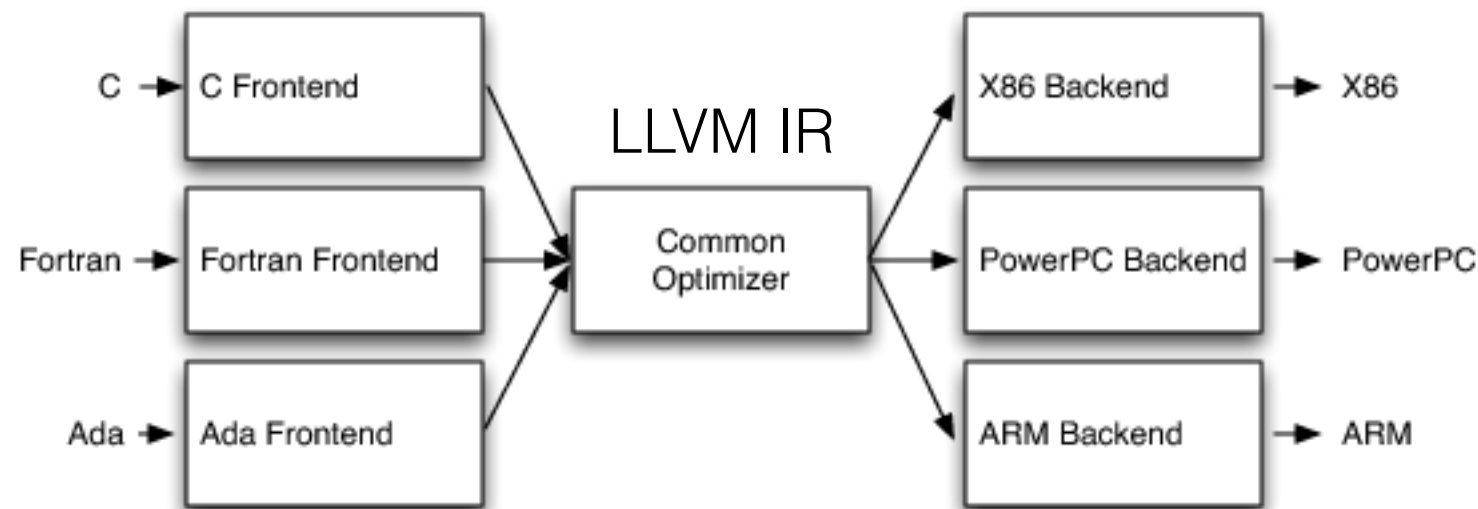 C
C Frontend
Fortran
Fortran Frontend
Ada
Ada Frontend
LLVM IR
Common
Optimizer
X86 Backend
X86
PowerPC Backend
PowerPC
ARM Backend
ARM